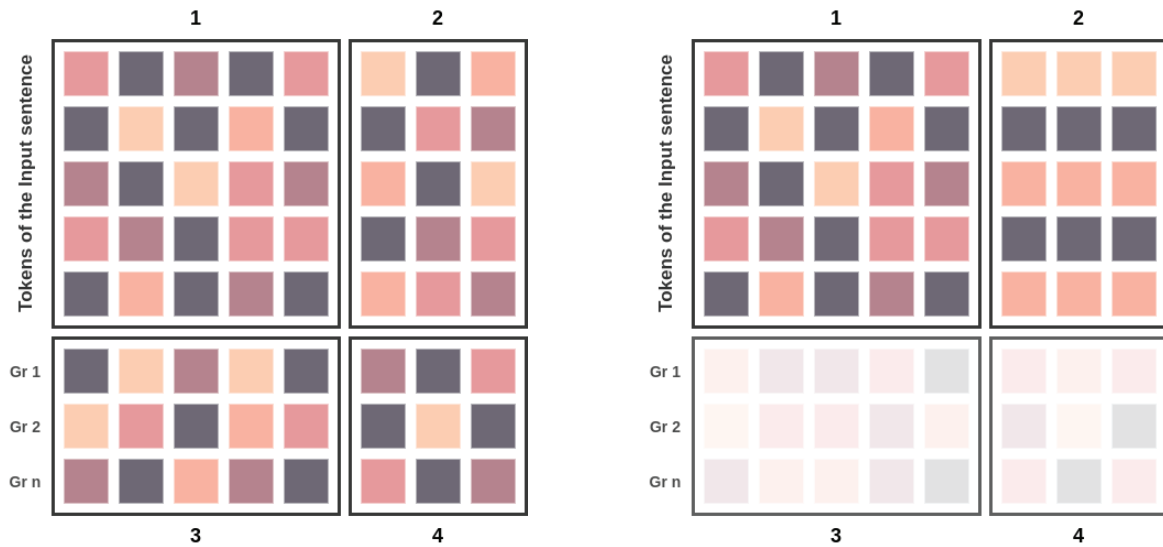 1 2
Tokens of the Input sentence
Gr 1
Gr 2
Gr n
3 4
1 2
Tokens of the Input sentence
Gr 1
Gr 2
Gr n
3 4